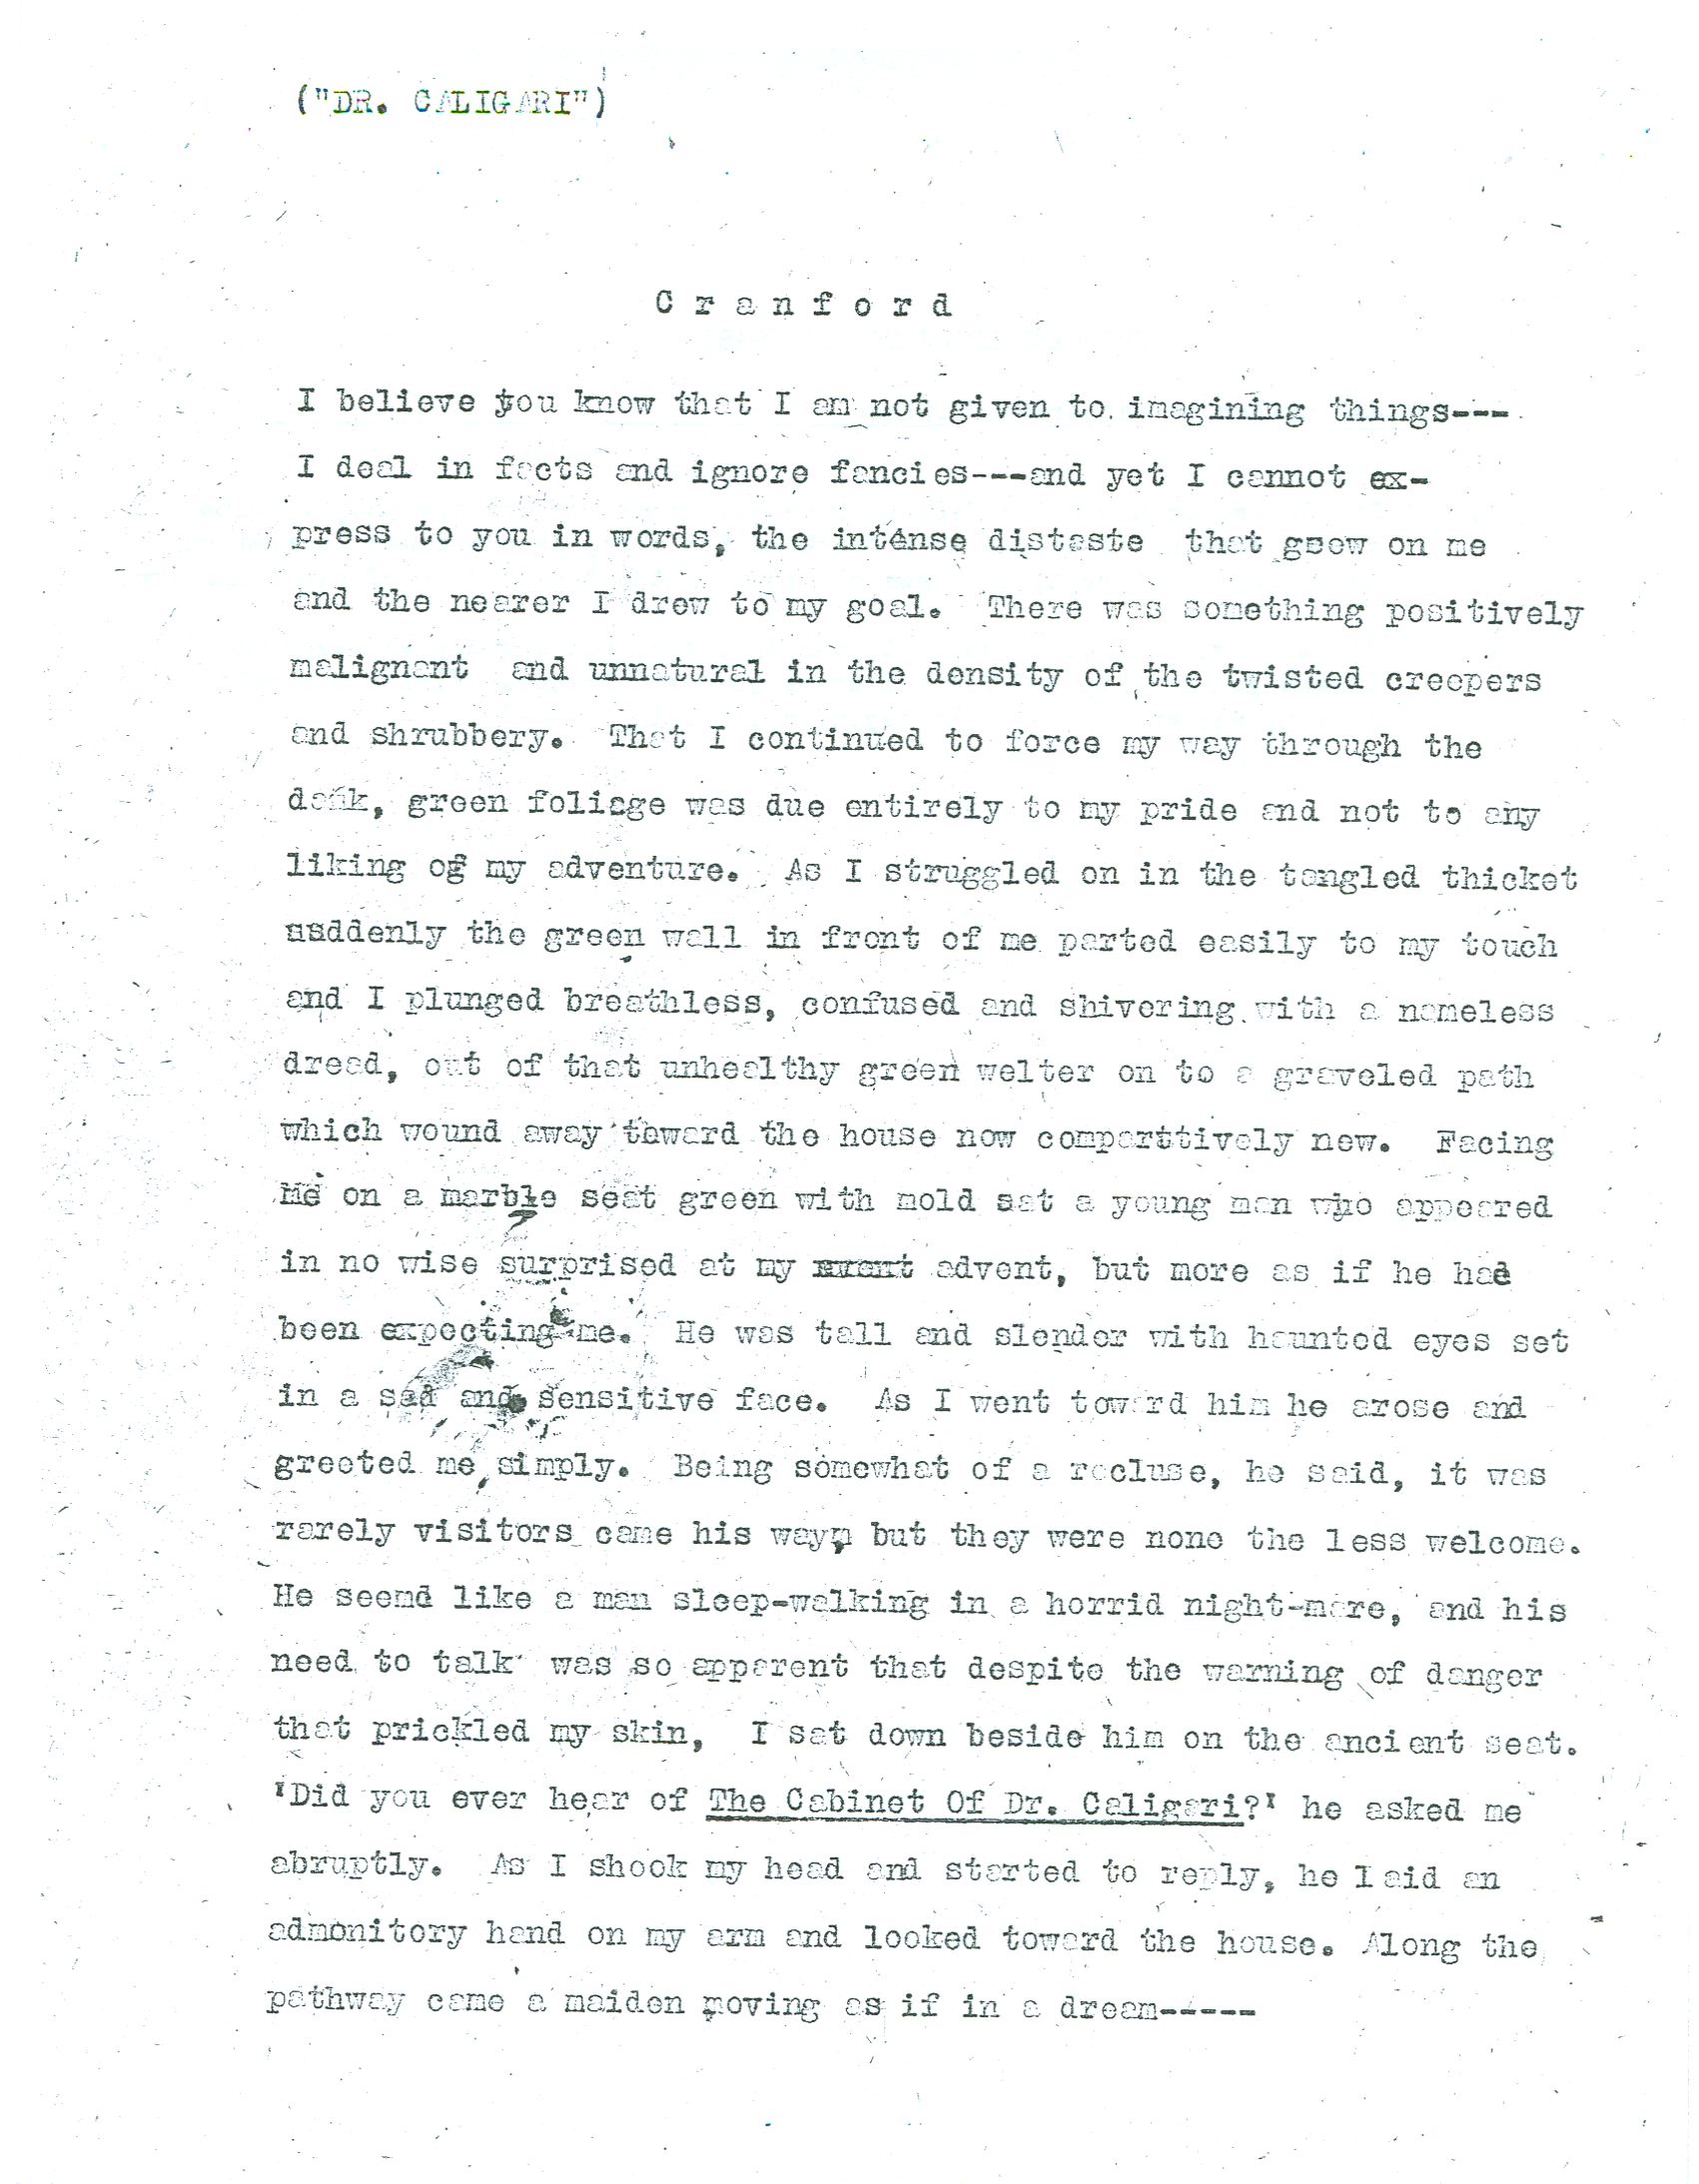 ("DR. CALIGARI")
C r a n f o r d
I believe you know that I am not given to imagining things---
I deal in facts and ignore fancies---and yet I cannot ex-
press to you in words, the intense distaste that grow on me
and the nearer I drew to my goal. There was something positively
malignant and unnatural in the density of the twisted creepers
and shrubbery. That I continued to force my way through the
dank, green foliage was due entirely to my pride and not to any
liking of my adventure. As I struggled on in the tangled thicket
suddenly the green wall in front of me parted easily to my touch
and I plunged breathless, confused and shivering with a nameless
dread, out of that unhealthy green welter on to a graveled path
which wound away toward the house now comparttively new. Facing
me on a marble seat green with mold sat a young man who appeared
in no wise surprised at my advent, but more as if he had
been expecting me. He was tall and slender with haunted eyes set
in a sad and sensitive face. As I went toward him he arose and
greeted me simply. Being somewhat of a recluse, he said, it was
rarely visitors came his way, but they were none the less welcome.
He seemd like a man sleep-walking in a horrid night-mare, and his
need to talk was so apparent that despite the warning of danger
that prickled my skin, I sat down beside him on the ancient seat.
'Did you ever hear of The Cabinet Of Dr. Caligari?' he asked me
abruptly. As I shook my head and started to reply, he laid an
admonitory hand on my arm and looked toward the house. Along the
pathway came a maiden moving as if in a dream-----